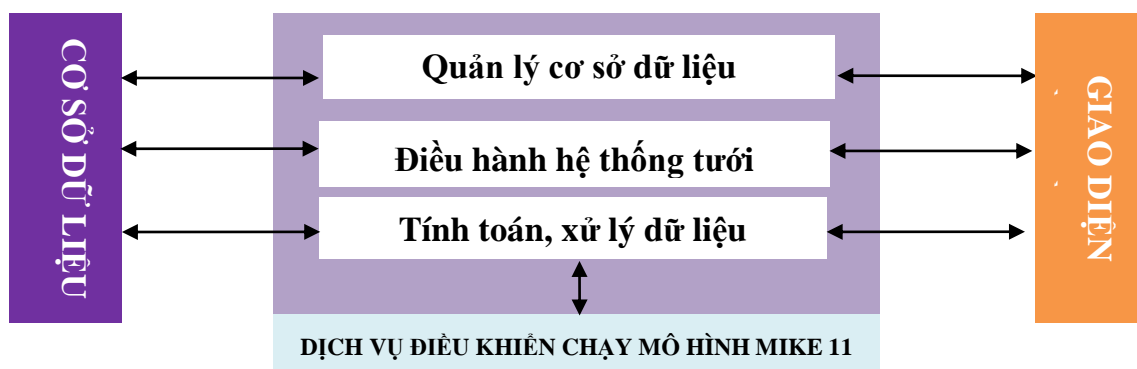 CƠ SỞ DỮ LIỆU
Quản lý cơ sở dữ liệu
Điều hành hệ thống tưới
Tính toán, xử lý dữ liệu
DỊCH VỤ ĐIỀU KHIỂN CHẠY MÔ HÌNH MIKE 11
GIAO DIỆN